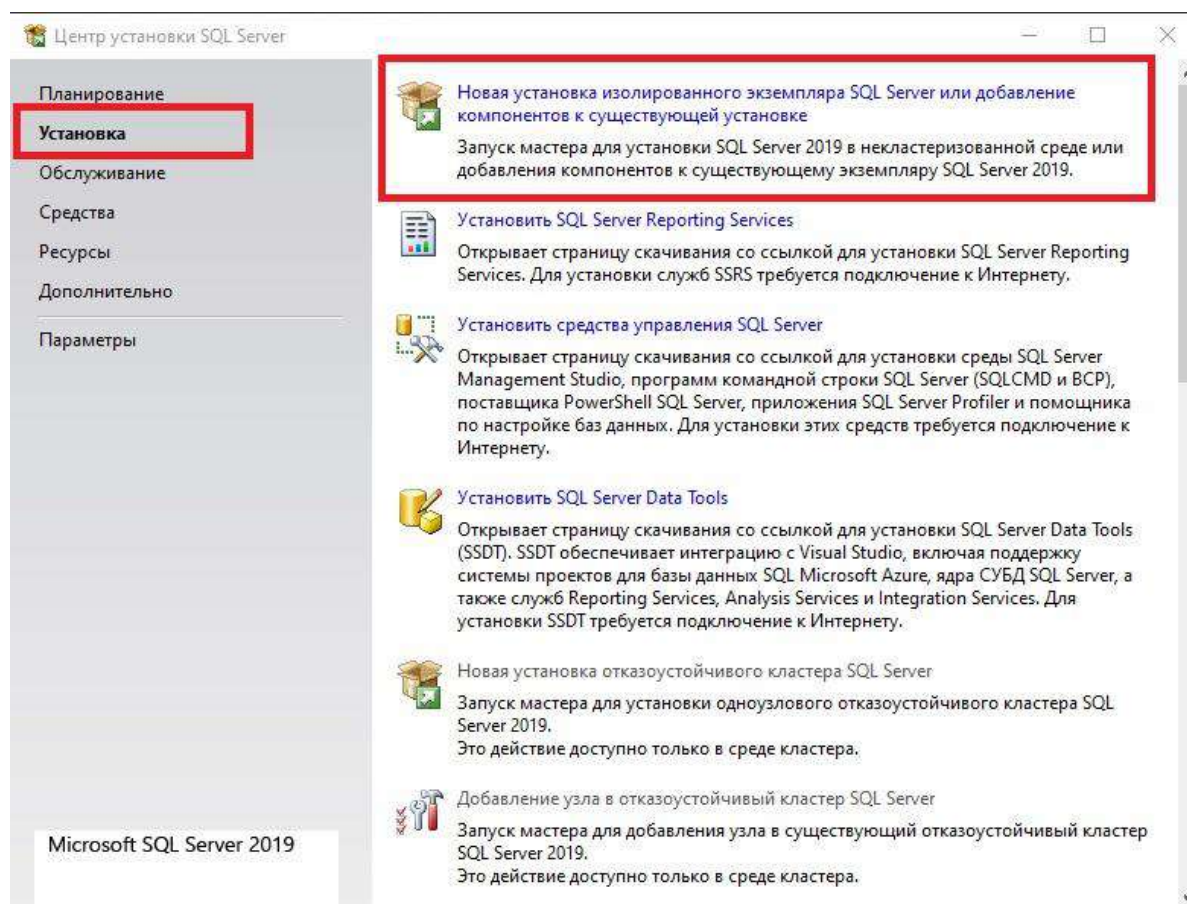 Центр установки SQL Server
Планирование
Установка
Обслуживание
Средства
Ресурсы
Дополнительно
Параметры
Microsoft SQL Server 2019
Новая установка изолированного экземпляра SQL Server или добавление
компонентов к существующей установке
Запуск мастера для установки SQL Server 2019 в некластеризованной среде или
добавления компонентов к существующему экземпляру SQL Server 2019.
Установить SQL Server Reporting Services
Открывает страницу скачивания со ссылкой для установки SQL Server Reporting
Services. Для установки служб SSRS требуется подключение к Интернету.
Установить средства управления SQL Server
Открывает страницу скачивания со ссылкой для установки среды SQL Server
Management Studio, программ командной строки SQL Server (SQLCMD и BCP),
поставщика PowerShell SQL Server, приложения SQL Server Profiler и помощника
по настройке баз данных. Для установки этих средств требуется подключение к
Интернету.
Установить SQL Server Data Tools
Открывает страницу скачивания со ссылкой для установки SQL Server Data Tools
(SSDT). SSDT обеспечивает интеграцию с Visual Studio, включая поддержку
системы проектов для базы данных SQL Microsoft Azure, ядра СУБД SQL Server, а
также служб Reporting Services, Analysis Services и Integration Services. Для
установки SSDT требуется подключение к Интернету.
Новая установка отказоустойчивого кластера SQL Server
Запуск мастера для установки одноузлового отказоустойчивого кластера SQL
Server 2019.
Это действие доступно только в среде кластера.
Добавление узла в отказоустойчивый кластер SQL Server
Запуск мастера для добавления узла в существующий отказоустойчивый кластер
SQL Server 2019.
Это действие доступно только в среде кластера.